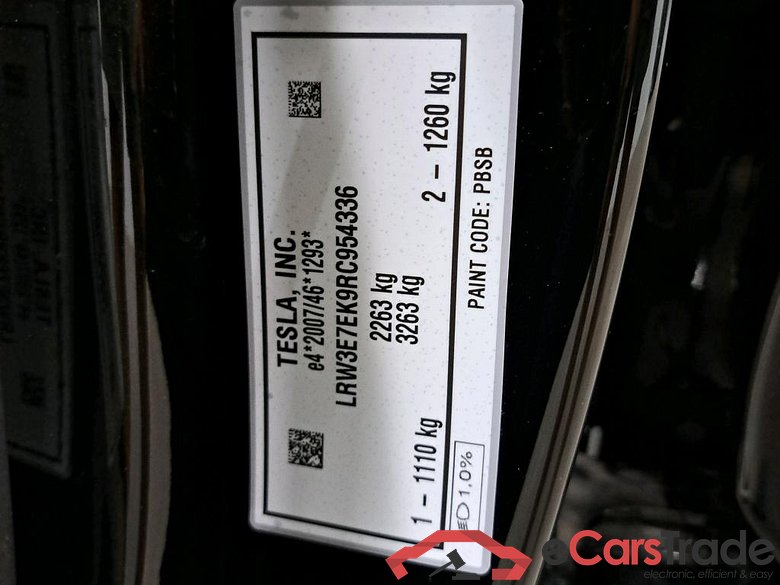 TESLA, INC.
e4*2007/46*1293*
LRW3E7EK9RC954336
2263 kg
3263 kg
1 - 1110 kg 2 - 1260 kg
1,0% PAINT CODE: PBSB
eCarsTrade
electronic, efficient & easy